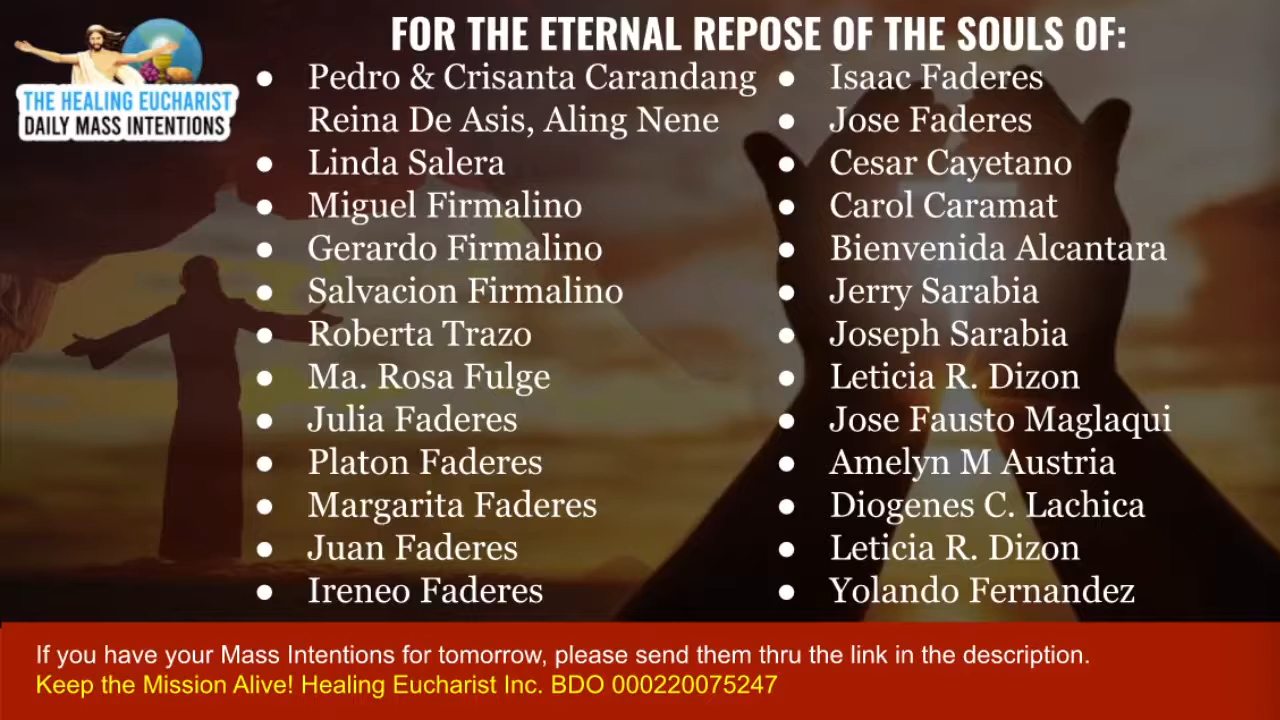 FOR THE ETERNAL REPOSE OF THE SOULS OF:
THE HEALING EUCHARIST
DAILY MASS INTENTIONS
● Pedro & Crisanta Carandang
Reina De Asis, Aling Nene
● Linda Salera
● Miguel Firmalino
● Gerardo Firmalino
● Salvacion Firmalino
● Roberta Trazo
● Ma. Rosa Fulge
● Julia Faderes
● Platon Faderes
● Margarita Faderes
● Juan Faderes
● Ireneo Faderes
● Isaac Faderes
● Jose Faderes
● Cesar Cayetano
● Carol Caramat
● Bienvenida Alcantara
● Jerry Sarabia
● Joseph Sarabia
● Leticia R. Dizon
● Jose Fausto Maglaqui
● Amelyn M Austria
● Diogenes C. Lachica
● Leticia R. Dizon
● Yolando Fernandez
If you have your Mass Intentions for tomorrow, please send them thru the link in the description.
Keep the Mission Alive! Healing Eucharist Inc. BDO 000220075247